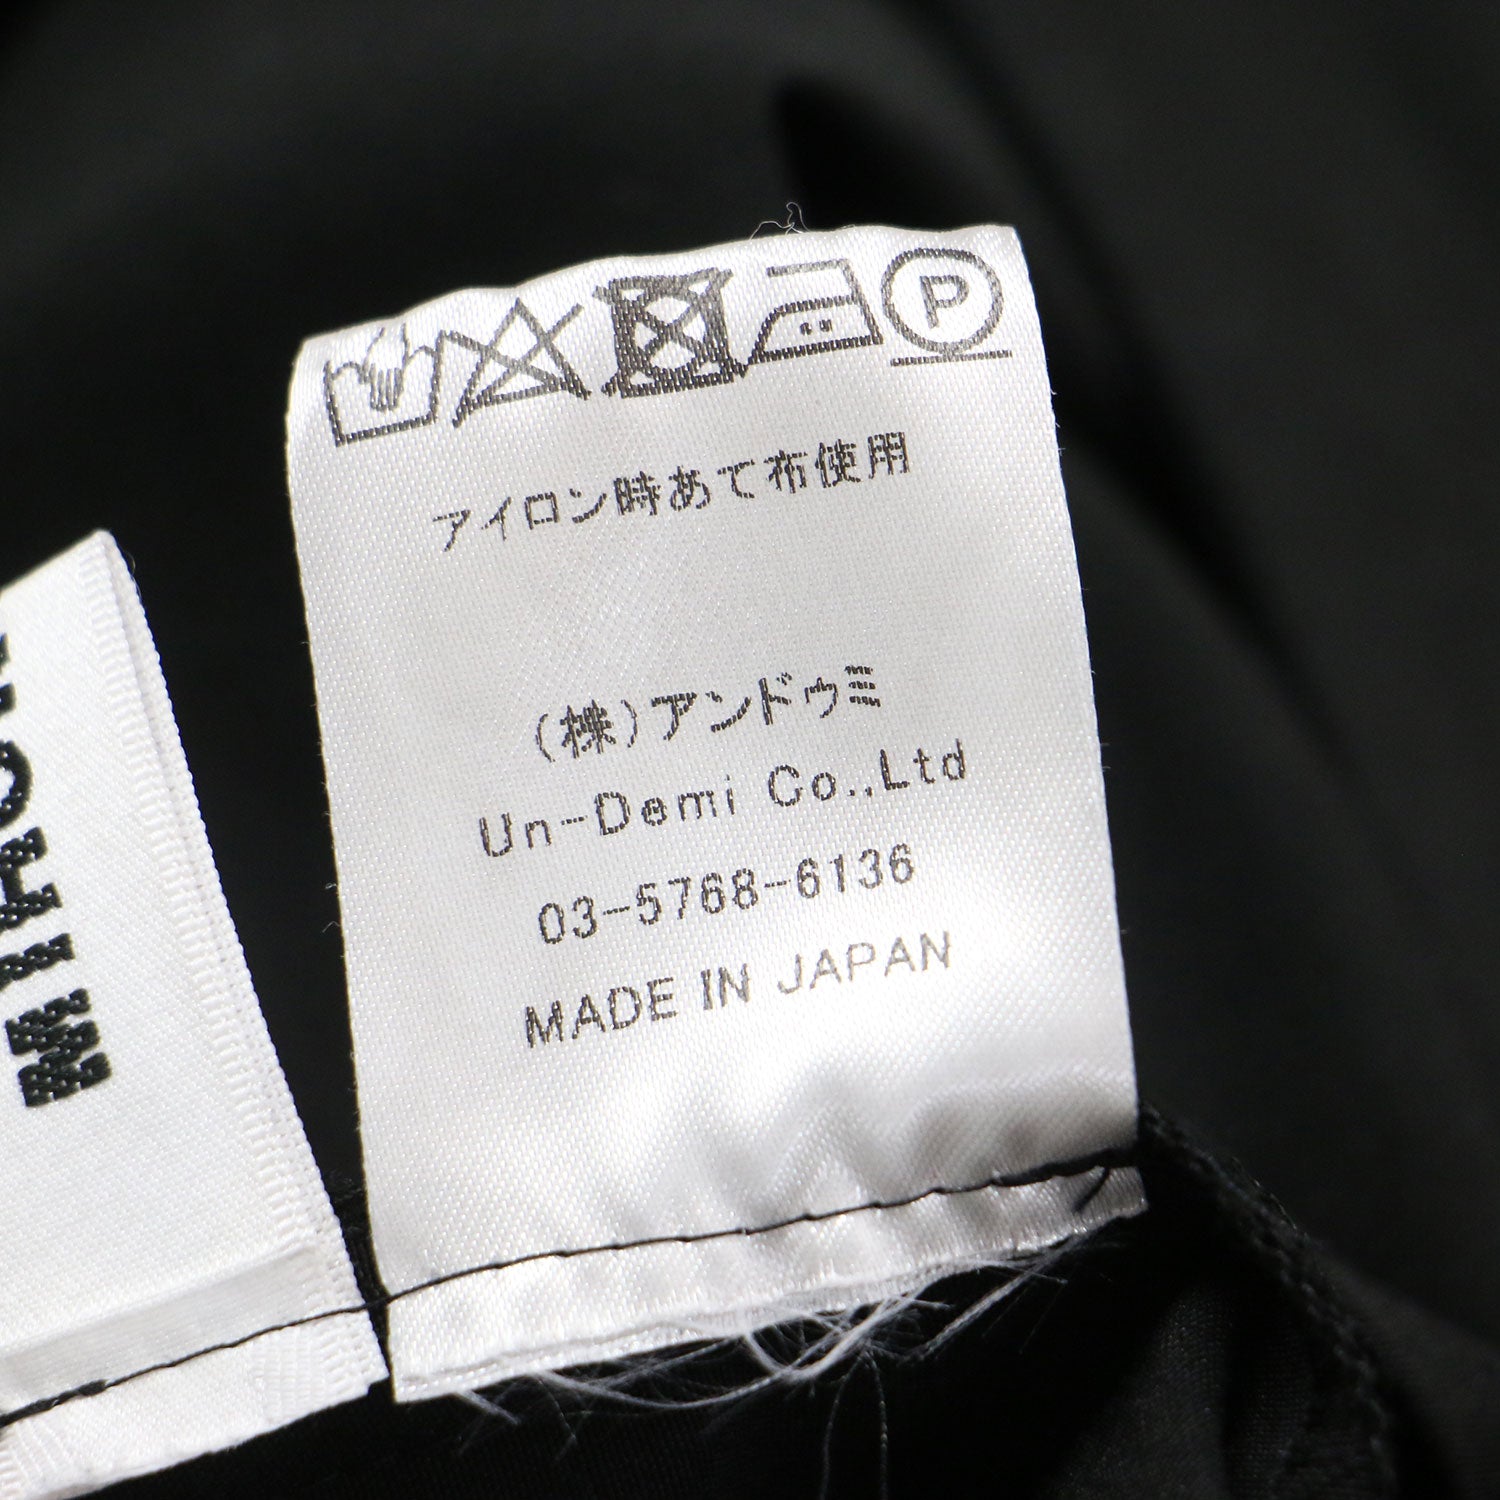 P
アイロン時あて布使用
(株)アンドゥミ
Un-Demi Co.,Ltd
03-5768-6136
MADE IN JAPAN